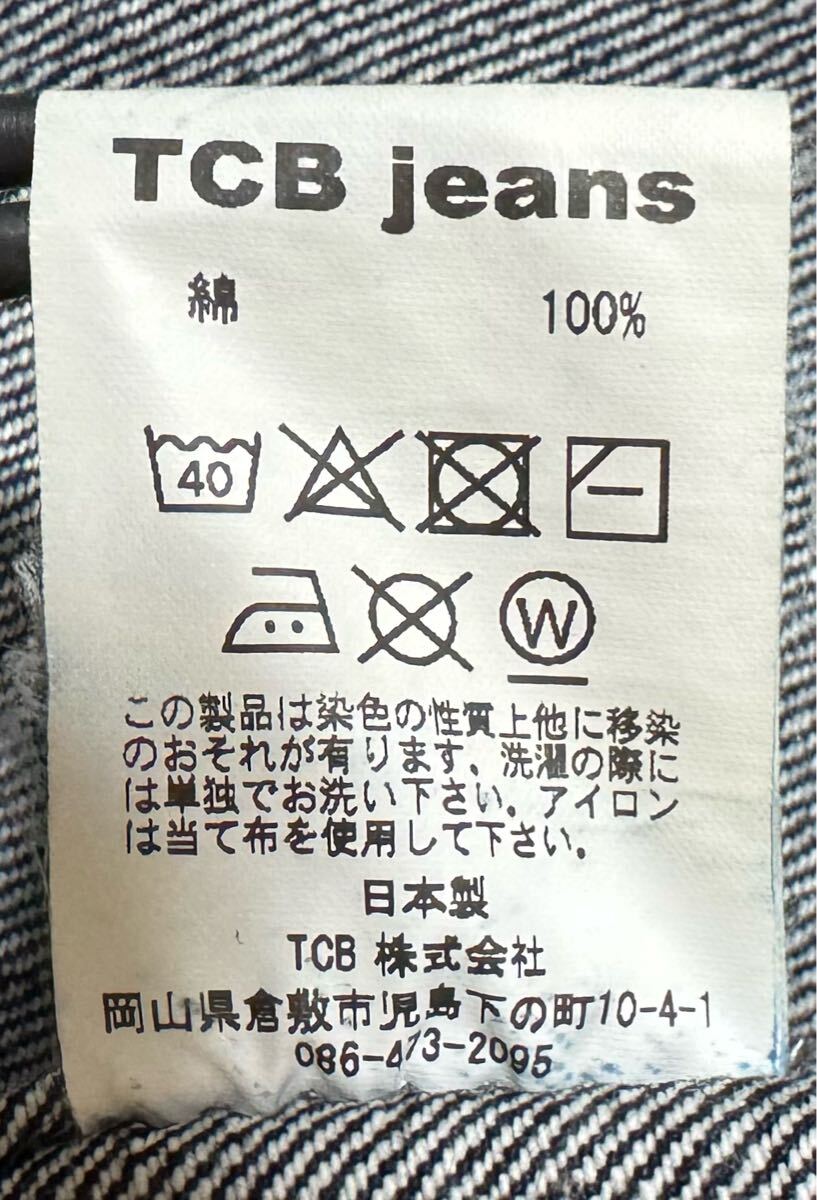 TCB jeans
綿 100%
40
W
この製品は染色の性質上他に移染
のおそれが有ります、洗濯の際に
は単独でお洗い下さい。アイロン
は当て布を使用して下さい。
日本製
TCB 株式会社
岡山県倉敷市児島下の町10-4-1
086-473-2095